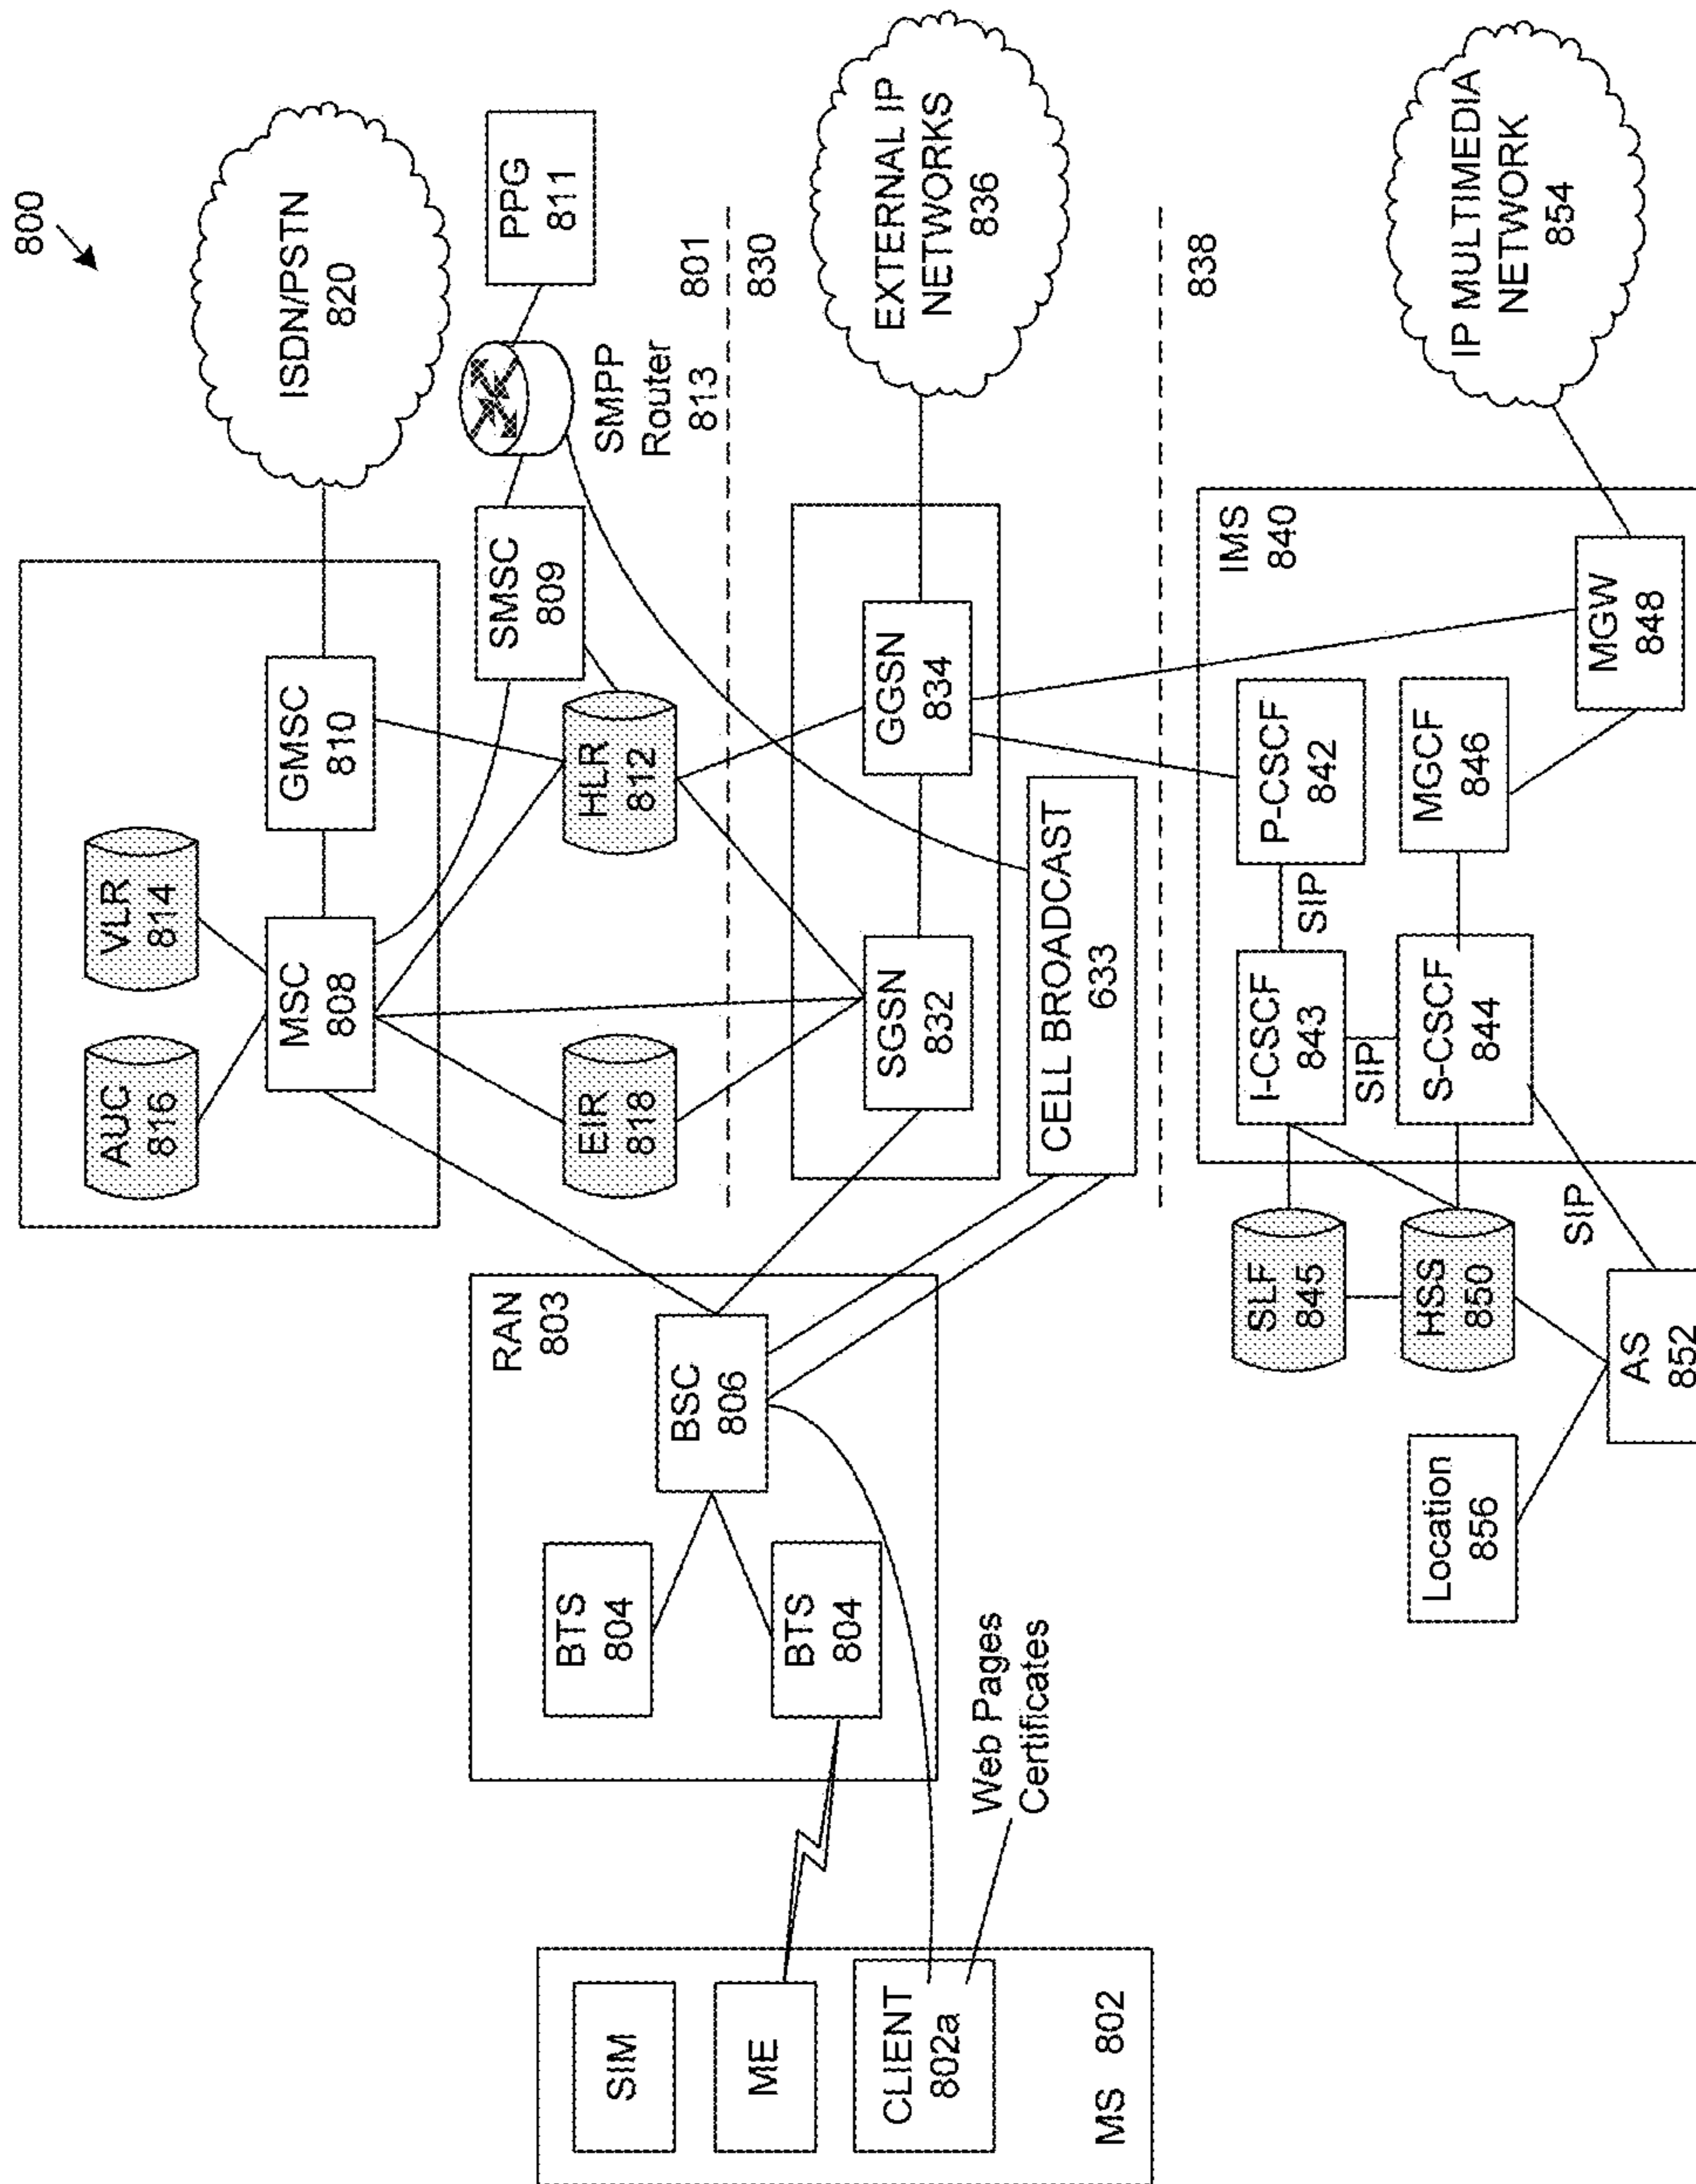 800
ISDN/PSTN
820
PPG
811
SMPP
Router
813
801
830
EXTERNAL IP
NETWORKS
836
838
IP MULTIMEDIA
NETWORK
854
VLR
814
AUC
816
MSC
808
GMSC
810
SMSC
809
HLR
812
EIR
818
SGSN
832
GGSN
834
CELL BROADCAST
633
IMS
840
P-CSCF
842
SIP
I-CSCF
843
SIP
S-CSCF
844
MGCF
846
MGW
848
SLF
845
HSS
850
SIP
AS
852
Location
856
RAN
803
BSC
806
BTS
804
BTS
804
Web Pages
Certificates
SIM
ME
CLIENT
802a
MS 802